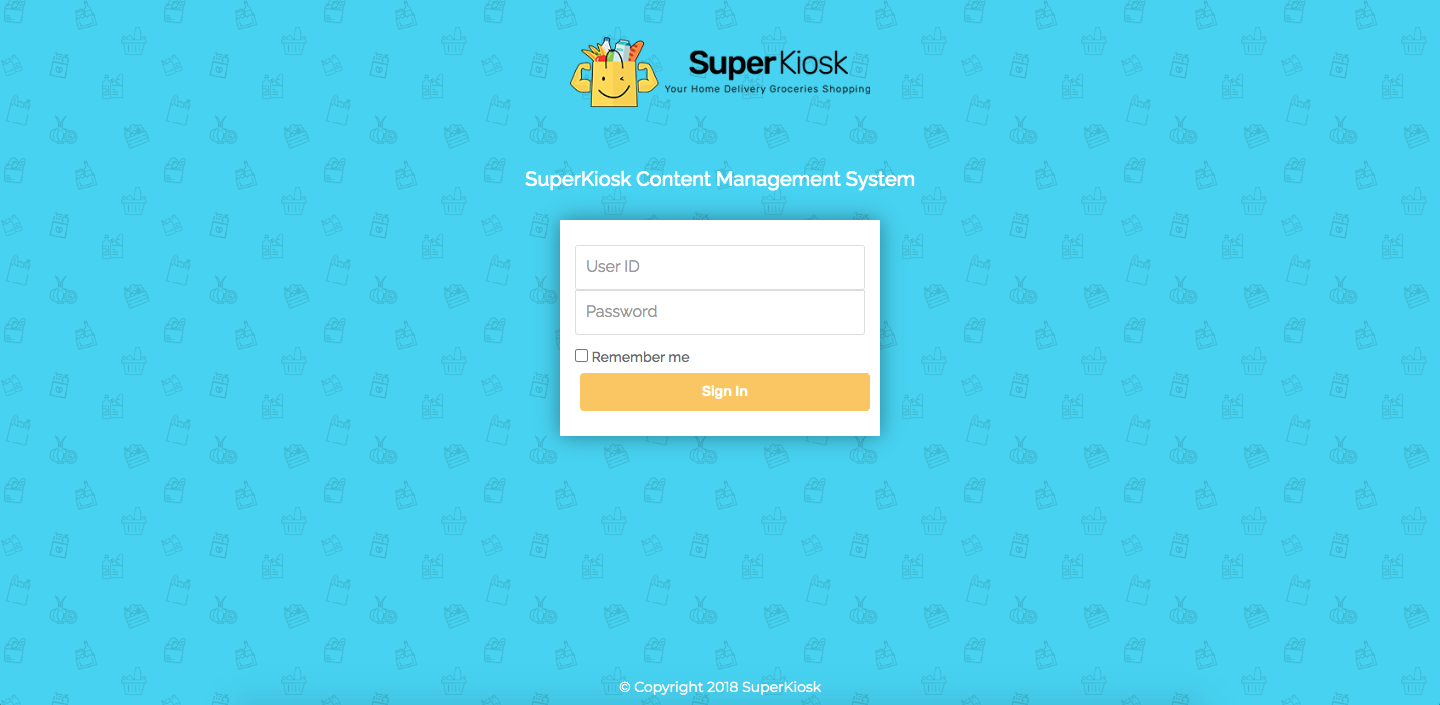 SuperKiosk
Your Home Delivery Groceries Shopping
SuperKiosk Content Management System
User ID
Password
Remember me
Sign In
© Copyright 2018 SuperKiosk